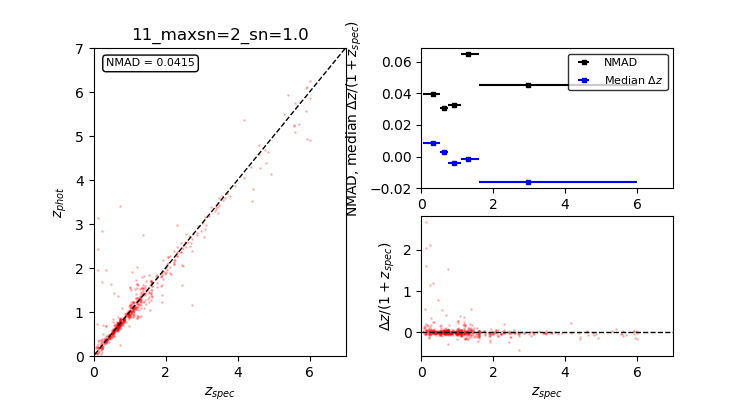 11_maxsn=2_sn=1.0
NMAD = 0.0415
7
6
5
4
3
2
1
0
z_phot
0 2 4 6
z_spec
NMAD, median Δz/(1 + z_spec)
0.06
0.04
0.02
0.00
−0.02
NMAD
Median Δz
0 2 4 6
Δz/(1 + z_spec)
2
1
0
0 2 4 6
z_spec